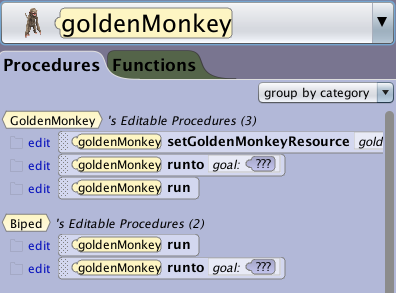 goldenMonkey
Procedures Functions
group by category
GoldenMonkey 's Editable Procedures (3)
edit goldenMonkey setGoldenMonkeyResource gold
edit goldenMonkey runto goal: ???
edit goldenMonkey run
Biped 's Editable Procedures (2)
edit goldenMonkey run
edit goldenMonkey runto goal: ???